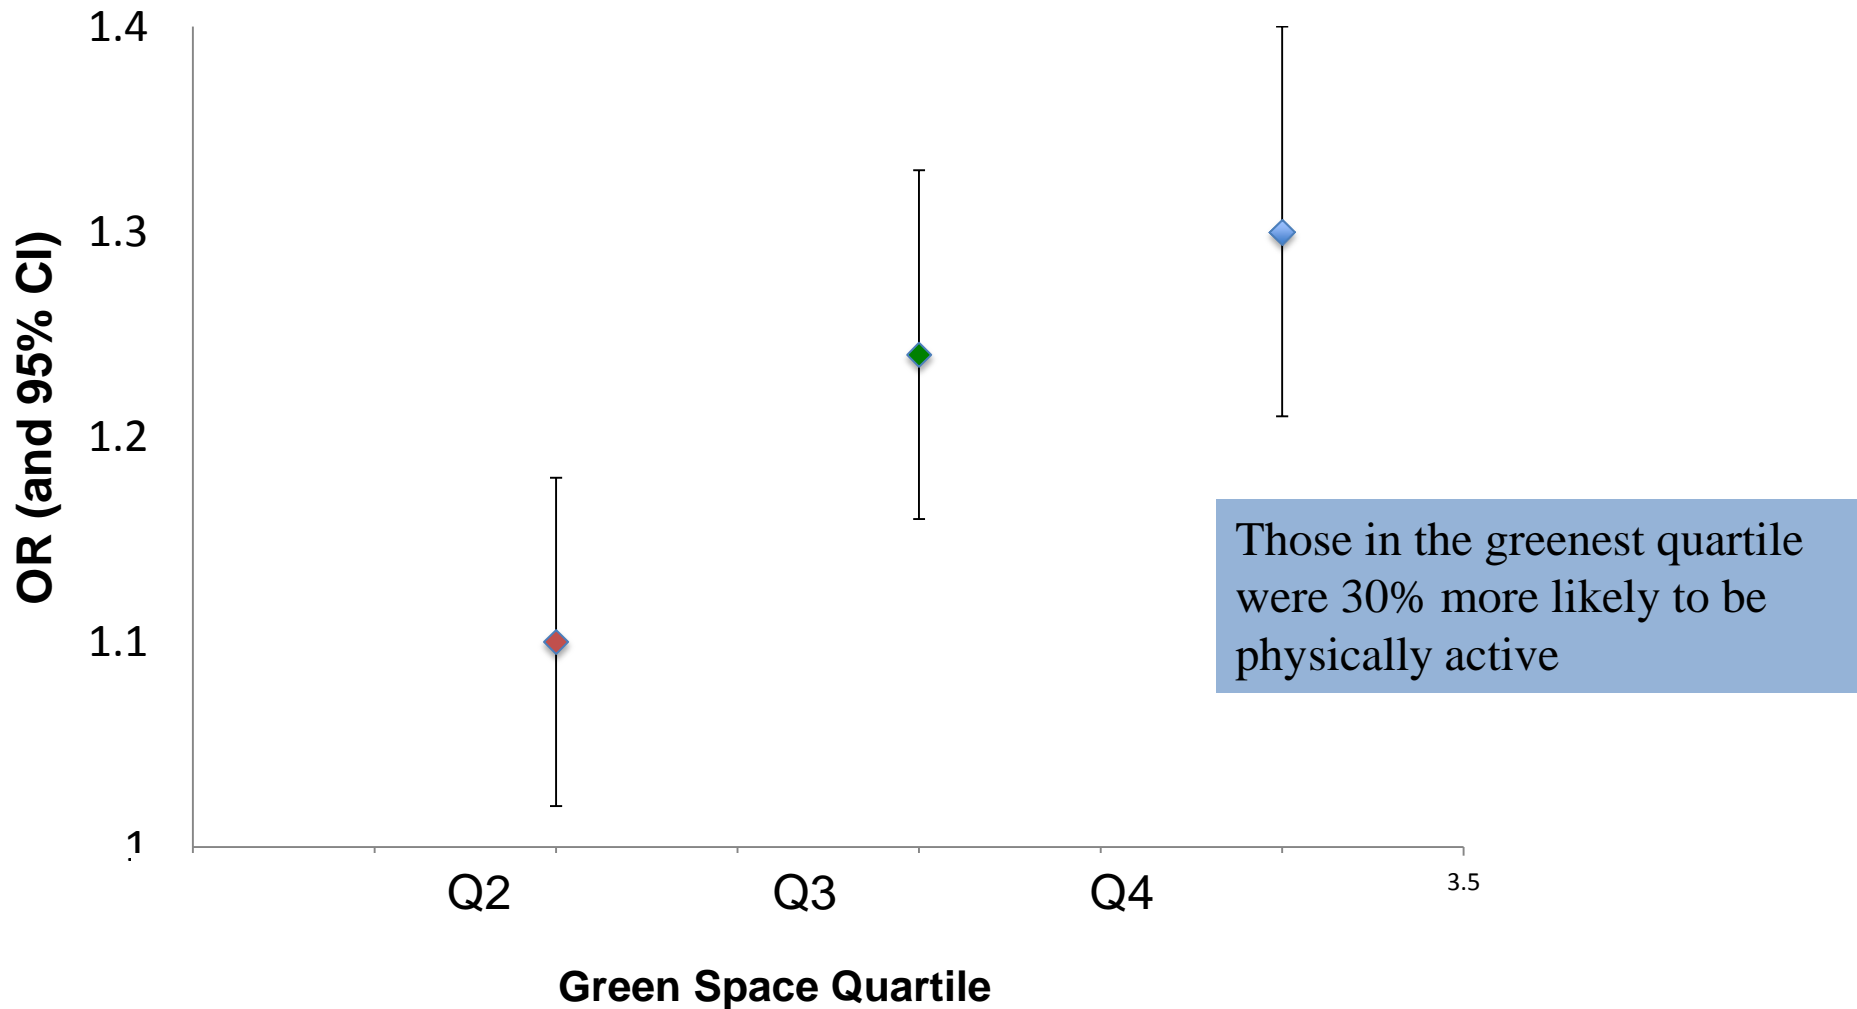 1.4
1.3
1.2
1.1
1
OR (and 95% CI)
Those in the greenest quartile
were 30% more likely to be
physically active
Q2 Q3 Q4 3.5
Green Space Quartile